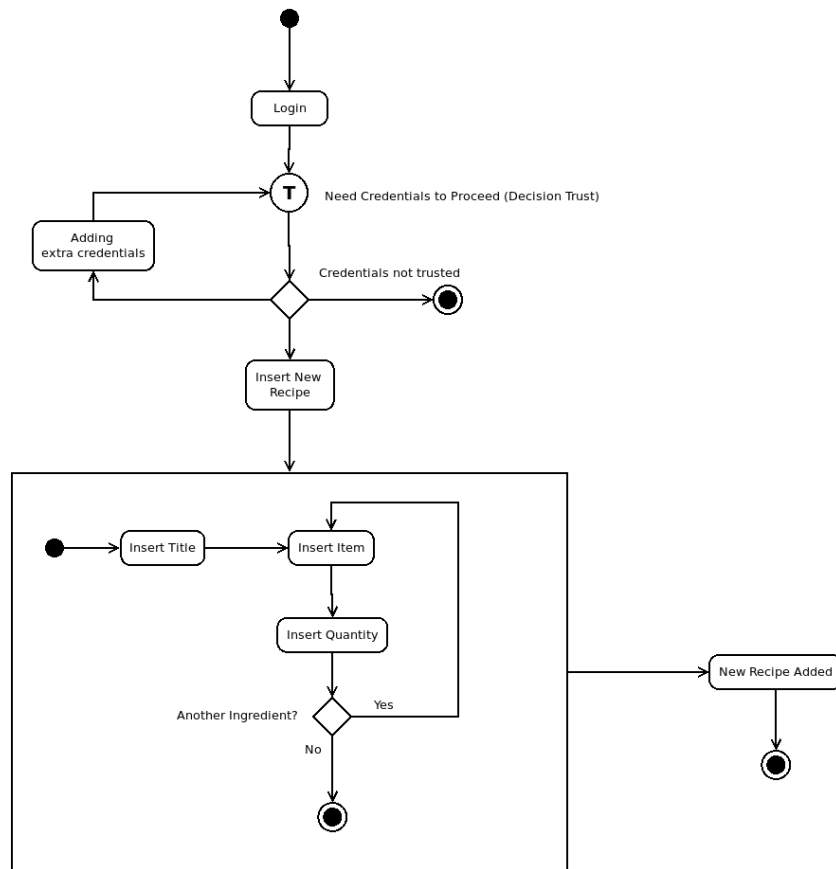 Login
T
Need Credentials to Proceed (Decision Trust)
Adding
extra credentials
Credentials not trusted
Insert New
Recipe
Insert Title
Insert Item
Insert Quantity
New Recipe Added
Another Ingredient?
Yes
No